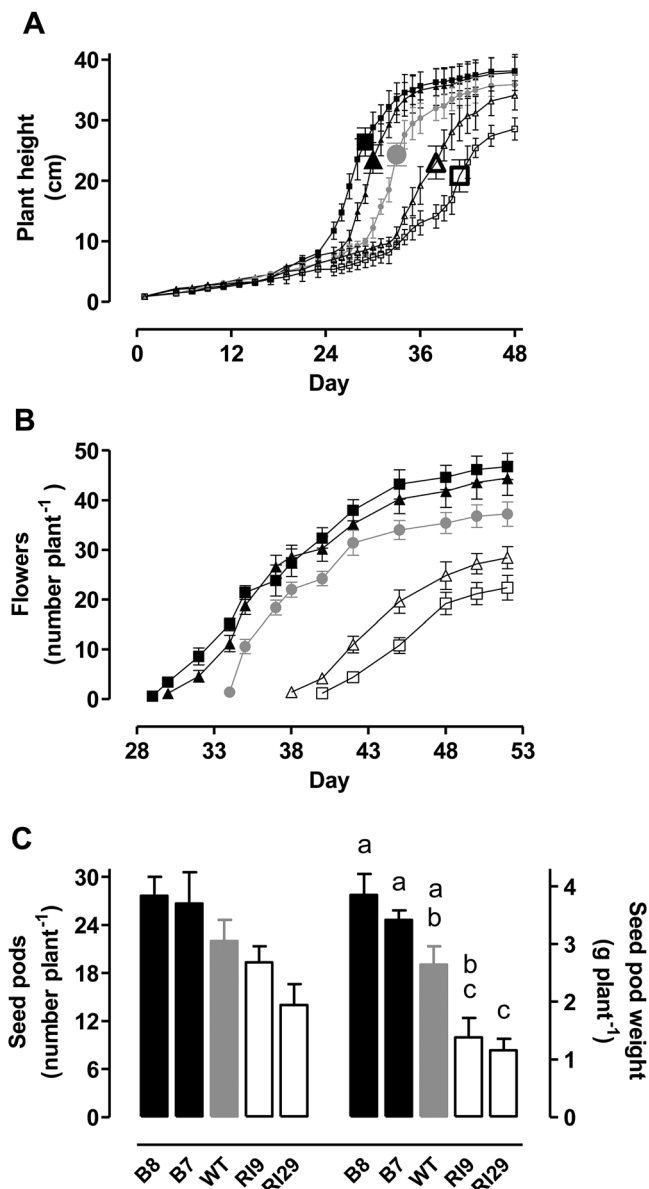 A
Plant height
(cm)
40
30
20
10
0
0
12
24
36
48
Day
B
Flowers
(number plant-1)
50
40
30
20
10
0
28
33
38
43
48
53
Day
C
Seed pods
(number plant-1)
30
24
18
12
6
0
a
a
a
b
b
c
c
4
3
2
1
0
Seed pod weight
(g plant-1)
B8
B7
WT
RI9
RI29
B8
B7
WT
RI9
RI29